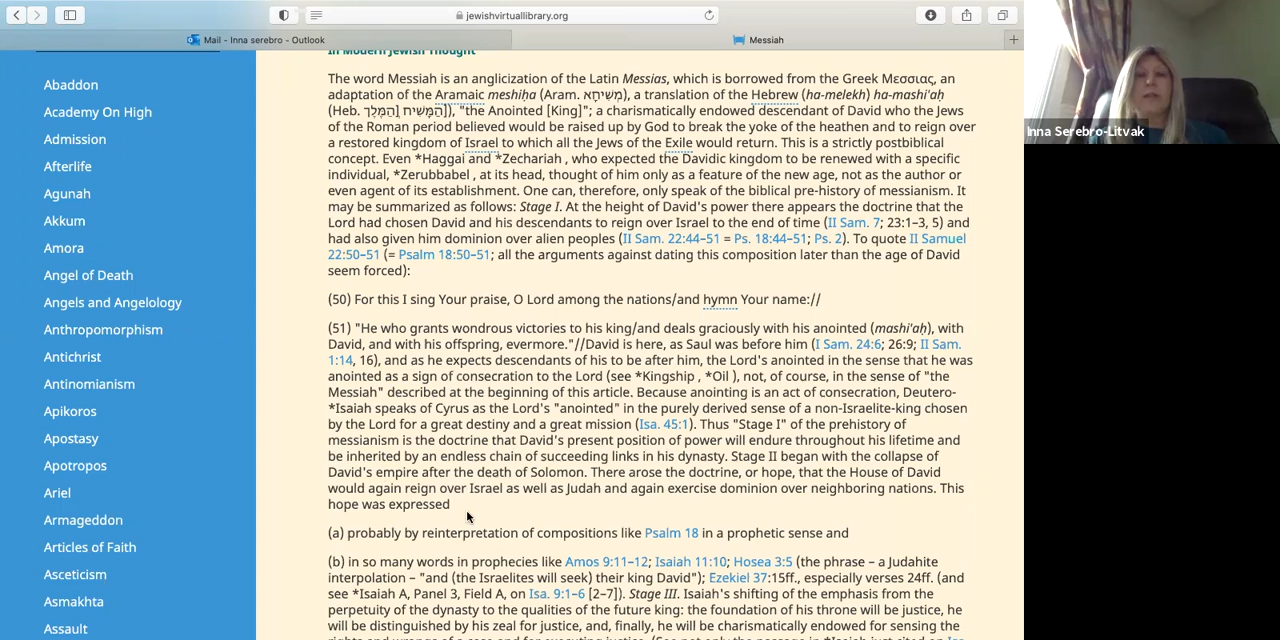 jewishvirtuallibrary.org
Mail - Inna serebro - Outlook
Messiah
Abaddon
Academy On High
Admission
Afterlife
Agunah
Akkum
Amora
Angel of Death
Angels and Angelology
Anthropomorphism
Antichrist
Antinomianism
Apikoros
Apostasy
Apotropos
Ariel
Armageddon
Articles of Faith
Asceticism
Asmakhta
Assault
In Modern Jewish Thought
The word Messiah is an anglicization of the Latin Messias, which is borrowed from the Greek Μεσσιας, an
adaptation of the Aramaic meshiḥa (Aram. מְשִׁיחָא), a translation of the Hebrew (ha-melekh) ha-mashi'aḥ
(Heb. הַמָּשִׁיחַ [הַמֶּלֶךְ]), "the Anointed [King]"; a charismatically endowed descendant of David who the Jews
of the Roman period believed would be raised up by God to break the yoke of the heathen and to reign over
a restored kingdom of Israel to which all the Jews of the Exile would return. This is a strictly postbiblical
concept. Even *Haggai and *Zechariah , who expected the Davidic kingdom to be renewed with a specific
individual, *Zerubbabel , at its head, thought of him only as a feature of the new age, not as the author or
even agent of its establishment. One can, therefore, only speak of the biblical pre-history of messianism. It
may be summarized as follows: Stage I. At the height of David's power there appears the doctrine that the
Lord had chosen David and his descendants to reign over Israel to the end of time (II Sam. 7; 23:1–3, 5) and
had also given him dominion over alien peoples (II Sam. 22:44–51 = Ps. 18:44–51; Ps. 2). To quote II Samuel
22:50–51 (= Psalm 18:50–51; all the arguments against dating this composition later than the age of David
seem forced):
(50) For this I sing Your praise, O Lord among the nations/and hymn Your name://
(51) "He who grants wondrous victories to his king/and deals graciously with his anointed (mashi'aḥ), with
David, and with his offspring, evermore."//David is here, as Saul was before him (I Sam. 24:6; 26:9; II Sam.
1:14, 16), and as he expects descendants of his to be after him, the Lord's anointed in the sense that he was
anointed as a sign of consecration to the Lord (see *Kingship , *Oil ), not, of course, in the sense of "the
Messiah" described at the beginning of this article. Because anointing is an act of consecration, Deutero-
*Isaiah speaks of Cyrus as the Lord's "anointed" in the purely derived sense of a non-Israelite-king chosen
by the Lord for a great destiny and a great mission (Isa. 45:1). Thus "Stage I" of the prehistory of
messianism is the doctrine that David's present position of power will endure throughout his lifetime and
be inherited by an endless chain of succeeding links in his dynasty. Stage II began with the collapse of
David's empire after the death of Solomon. There arose the doctrine, or hope, that the House of David
would again reign over Israel as well as Judah and again exercise dominion over neighboring nations. This
hope was expressed
(a) probably by reinterpretation of compositions like Psalm 18 in a prophetic sense and
(b) in so many words in prophecies like Amos 9:11–12; Isaiah 11:10; Hosea 3:5 (the phrase – a Judahite
interpolation – "and (the Israelites will seek) their king David"); Ezekiel 37:15ff., especially verses 24ff. (and
see *Isaiah A, Panel 3, Field A, on Isa. 9:1–6 [2–7]). Stage III. Isaiah's shifting of the emphasis from the
perpetuity of the dynasty to the qualities of the future king: the foundation of his throne will be justice, he
will be distinguished by his zeal for justice, and, finally, he will be charismatically endowed for sensing the
rights and wrongs of a case and for executing justice. (See not only the passage in *Isaiah just cited on Isa.
Inna Serebro-Litvak